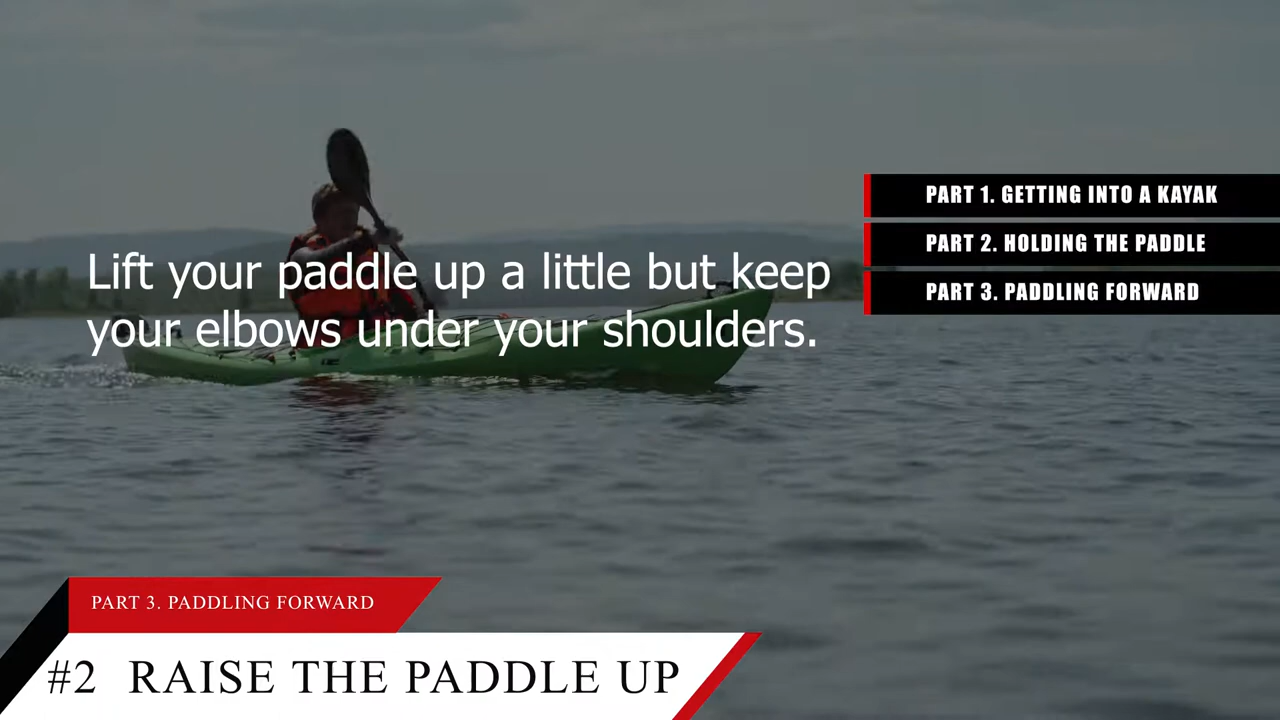 PART 1. GETTING INTO A KAYAK
PART 2. HOLDING THE PADDLE
PART 3. PADDLING FORWARD
Lift your paddle up a little but keep
your elbows under your shoulders.
PART 3. PADDLING FORWARD
#2 RAISE THE PADDLE UP